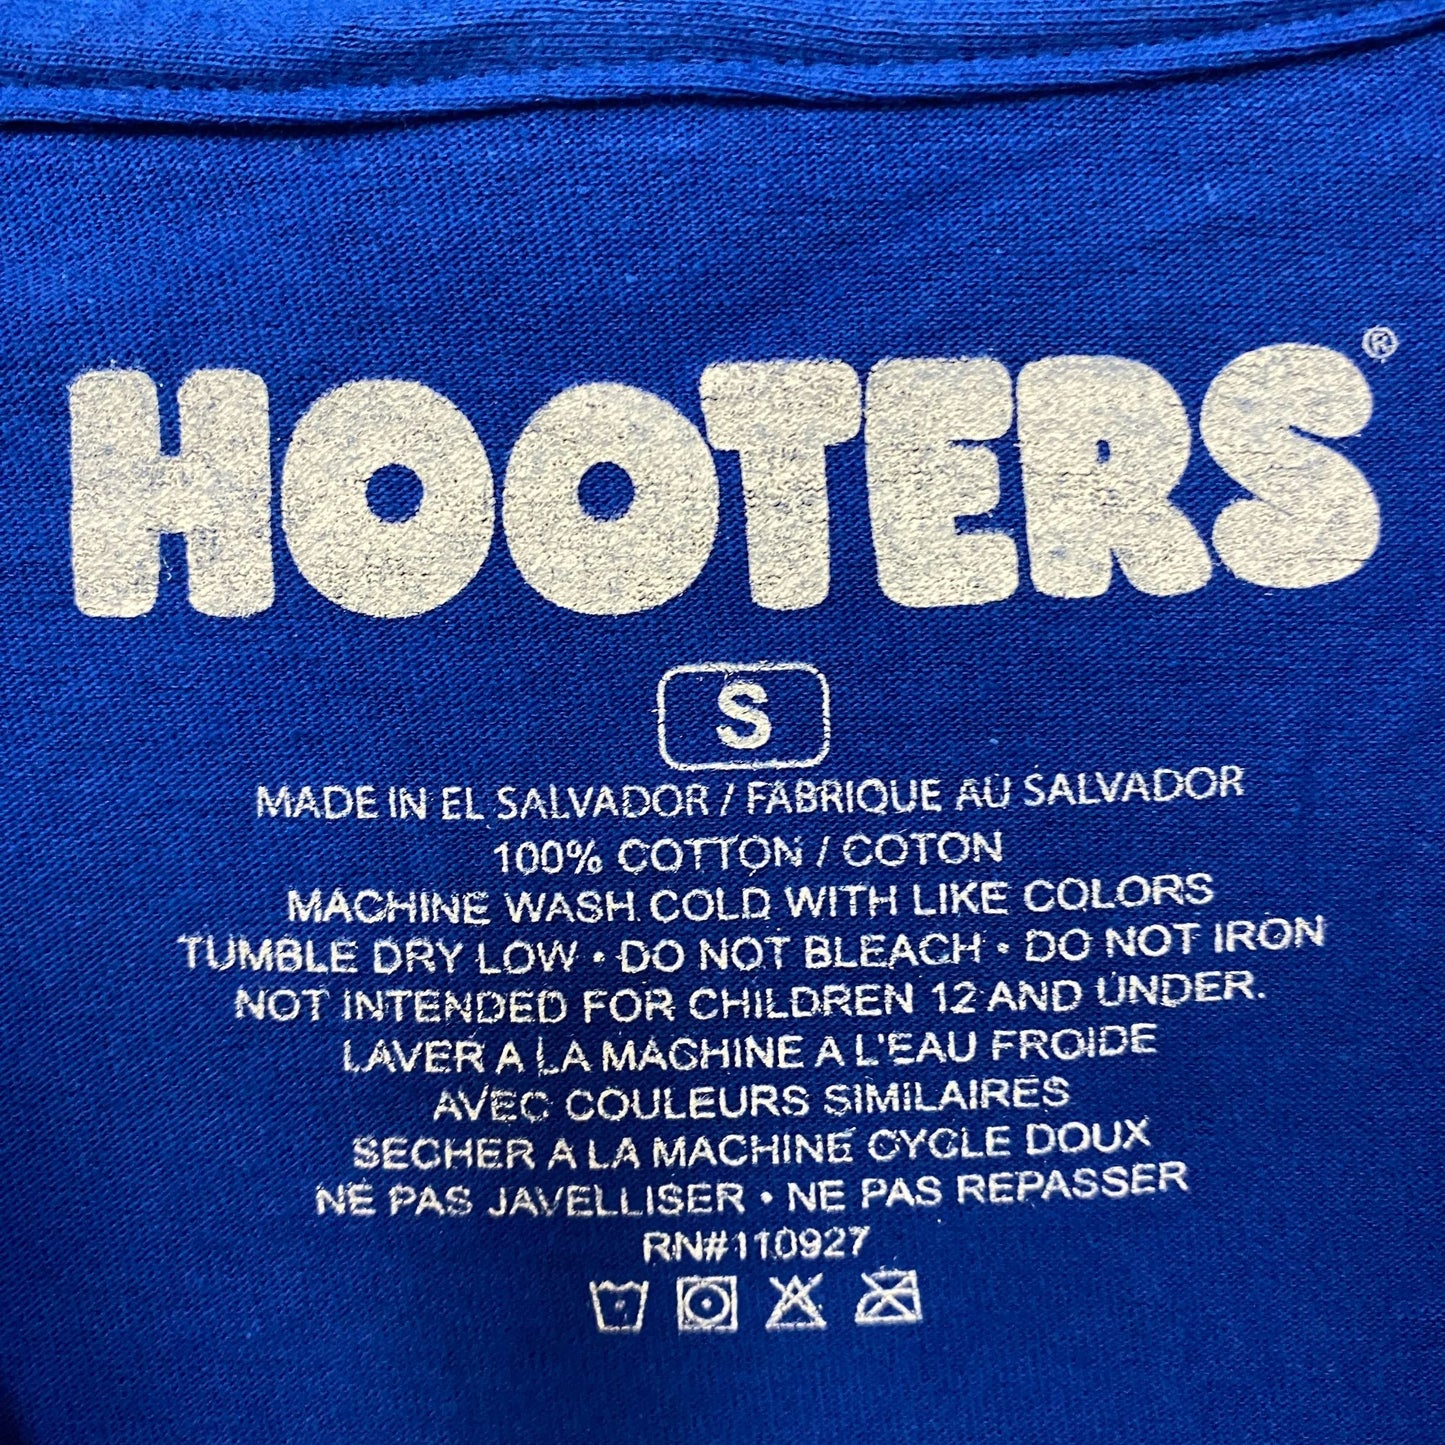 HOOTERS®
S
MADE IN EL SALVADOR / FABRIQUE AU SALVADOR
100% COTTON / COTON
MACHINE WASH COLD WITH LIKE COLORS
TUMBLE DRY LOW • DO NOT BLEACH • DO NOT IRON
NOT INTENDED FOR CHILDREN 12 AND UNDER.
LAVER A LA MACHINE A L'EAU FROIDE
AVEC COULEURS SIMILAIRES
SECHER A LA MACHINE CYCLE DOUX
NE PAS JAVELLISER • NE PAS REPASSER
RN#110927